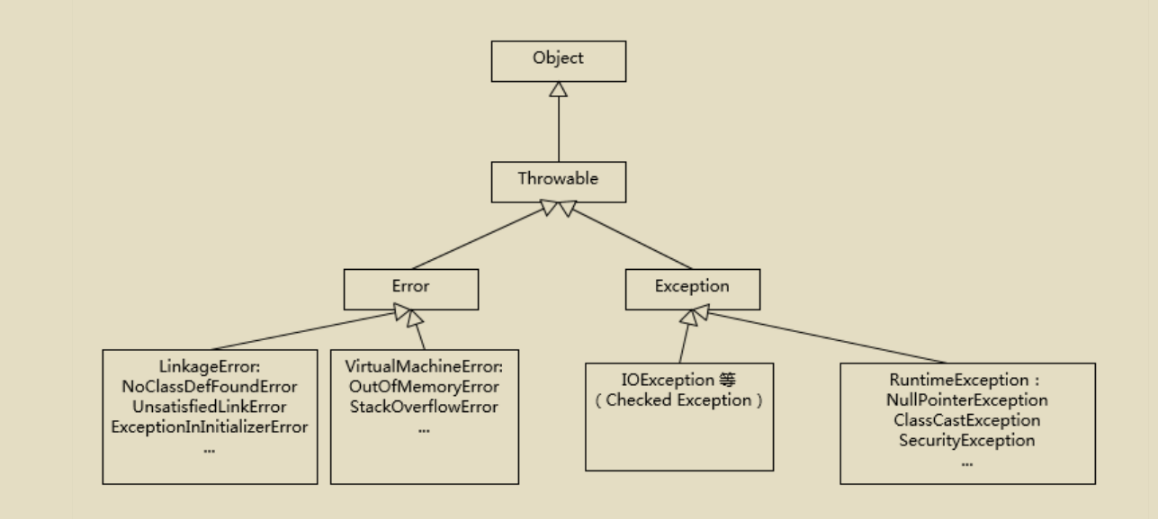 Object
Throwable
Error
Exception
LinkageError:
NoClassDefFoundError
UnsatisfiedLinkError
ExceptionInInitializerError
...
VirtualMachineError:
OutOfMemoryError
StackOverflowError
...
IOException 等
( Checked Exception )
RuntimeException：
NullPointerException
ClassCastException
SecurityException
...